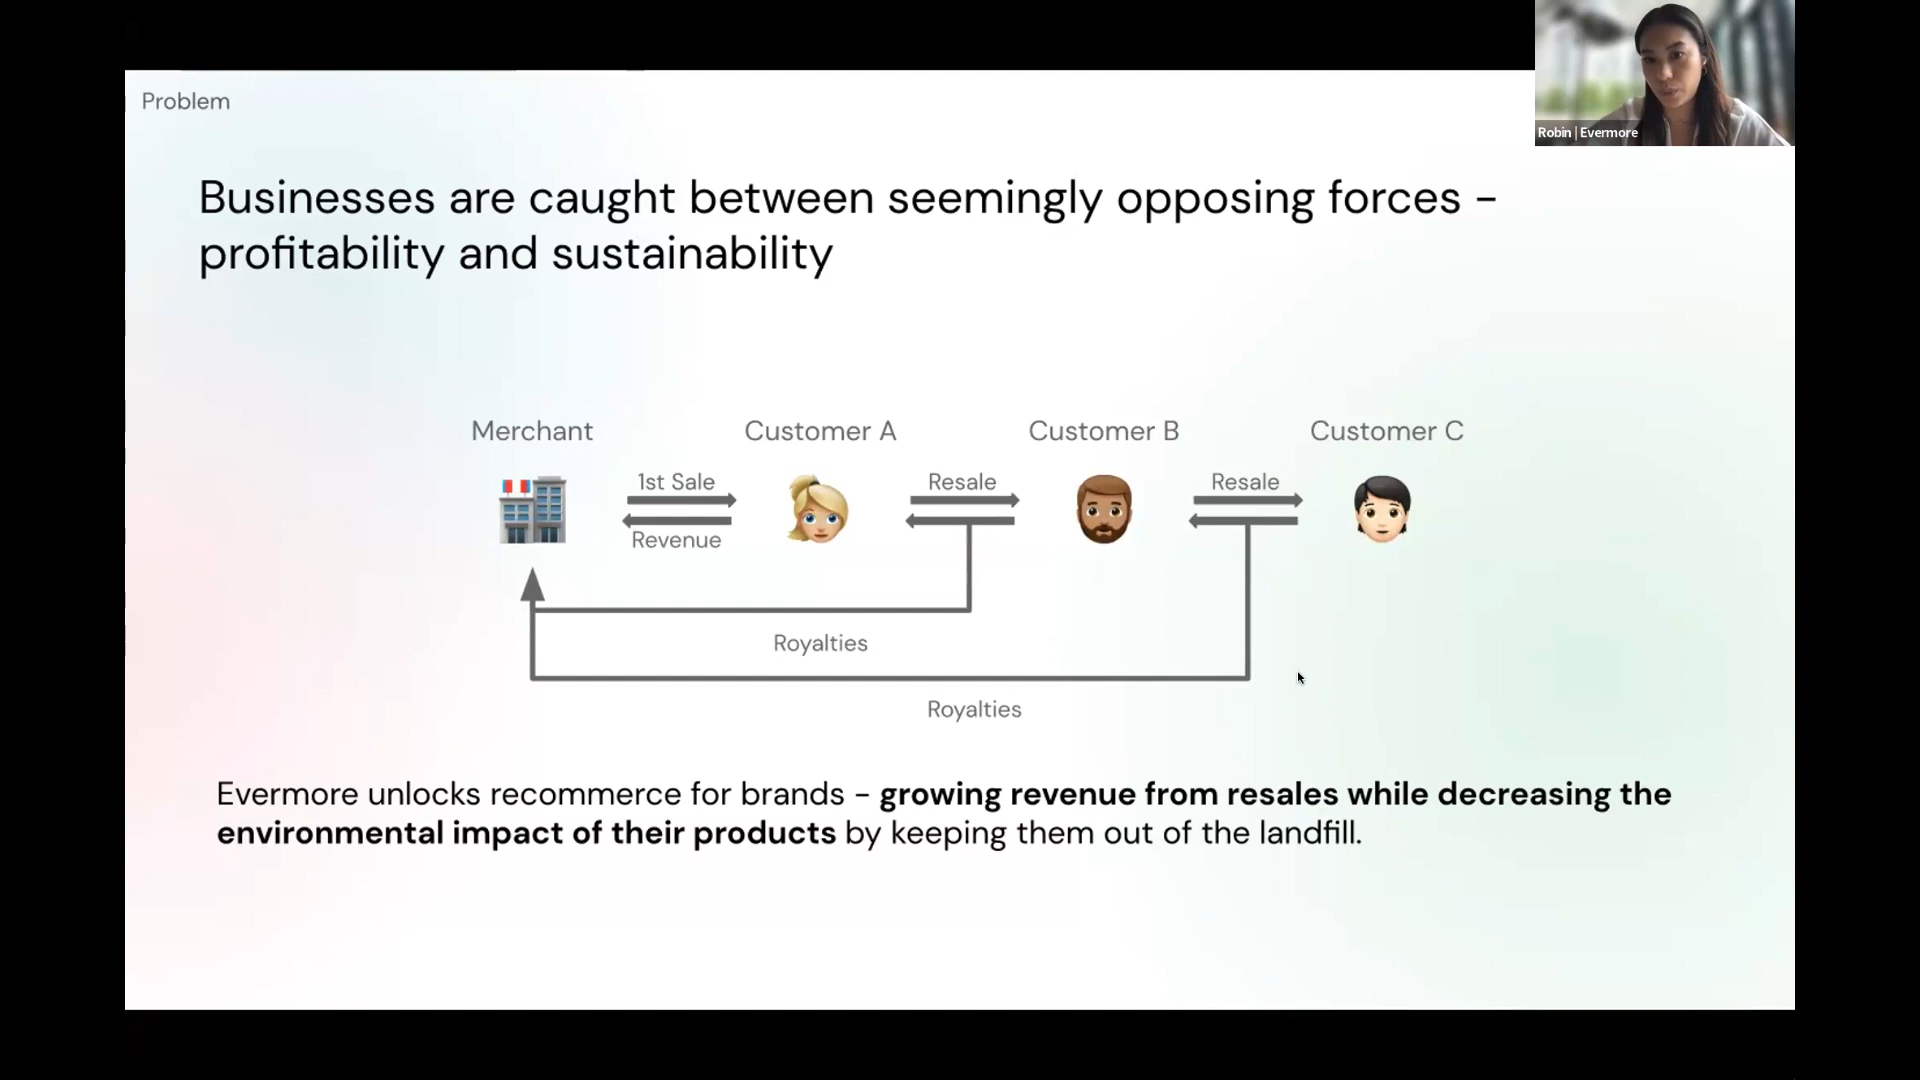 Problem
Robin | Evermore
Businesses are caught between seemingly opposing forces –
profitability and sustainability
Merchant
Customer A
Customer B
Customer C
1st Sale
Resale
Resale
Revenue
Royalties
Royalties
Evermore unlocks recommerce for brands – growing revenue from resales while decreasing the
environmental impact of their products by keeping them out of the landfill.